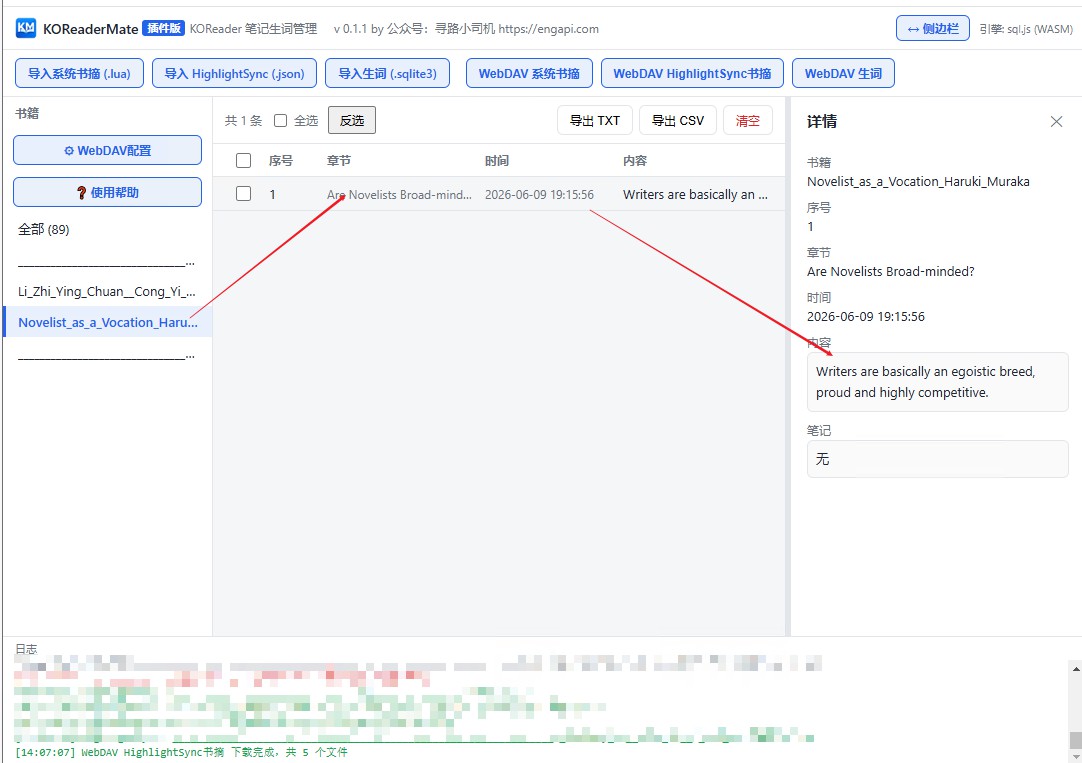 KM KOReaderMate 插件版 KOReader 笔记生词管理 v 0.1.1 by 公众号：寻路小司机 https://engapi.com ↔ 侧边栏 引擎: sql.js (WASM)
导入系统书摘 (.lua) 导入 HighlightSync (.json) 导入生词 (.sqlite3) WebDAV 系统书摘 WebDAV HighlightSync书摘 WebDAV 生词
书籍
⚙ WebDAV配置
❓ 使用帮助
全部 (89)
______________________________...
Li_Zhi_Ying_Chuan__Cong_Yi_...
Novelist_as_a_Vocation_Haru...
______________________________...
共 1 条 全选 反选 导出 TXT 导出 CSV 清空
序号 章节 时间 内容
1 Are Novelists Broad-mind... 2026-06-09 19:15:56 Writers are basically an ...
详情
书籍
Novelist_as_a_Vocation_Haruki_Muraka
序号
1
章节
Are Novelists Broad-minded?
时间
2026-06-09 19:15:56
内容
Writers are basically an egoistic breed,
proud and highly competitive.
笔记
无
日志
[14:07:07] WebDAV HighlightSync书摘 下载完成，共 5 个文件